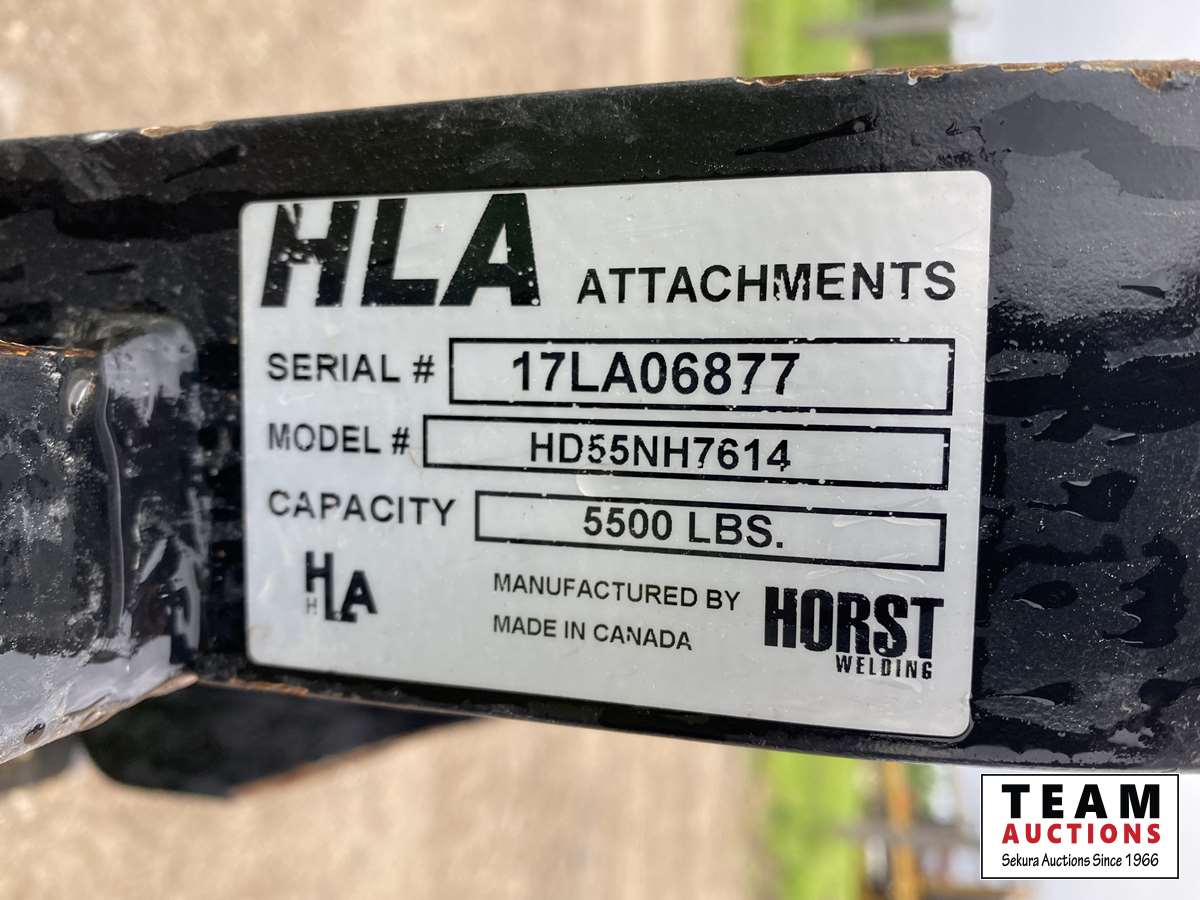 HLA ATTACHMENTS
SERIAL # 17LA06877
MODEL # HD55NH7614
CAPACITY 5500 LBS.
HLA
H
MANUFACTURED BY
MADE IN CANADA
HORST
WELDING
TEAM
AUCTIONS
Sekura Auctions Since 1966